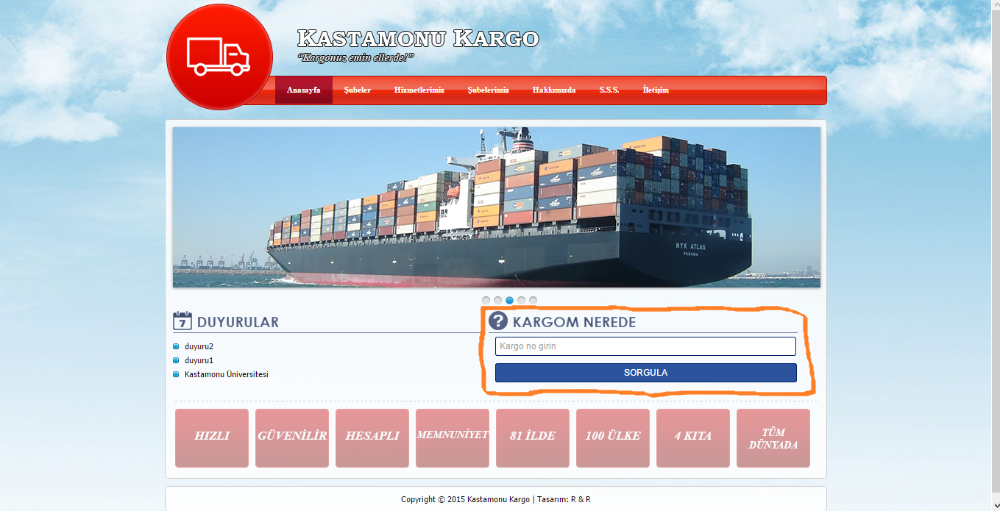 KASTAMONU KARGO
“Kargonuz emin ellerde!”
Anasayfa Şubeler Hizmetlerimiz Şubelerimiz Hakkımızda S.S.S. İletişim
NYK ATLAS
PANAMA
7 DUYURULAR
duyuru2
duyuru1
Kastamonu Üniversitesi
? KARGOM NEREDE
Kargo no girin
SORGULA
HIZLI
GÜVENİLİR
HESAPLI
MEMNUNİYET
81 İLDE
100 ÜLKE
4 KITA
TÜM
DÜNYADA
Copyright © 2015 Kastamonu Kargo | Tasarım: R & R